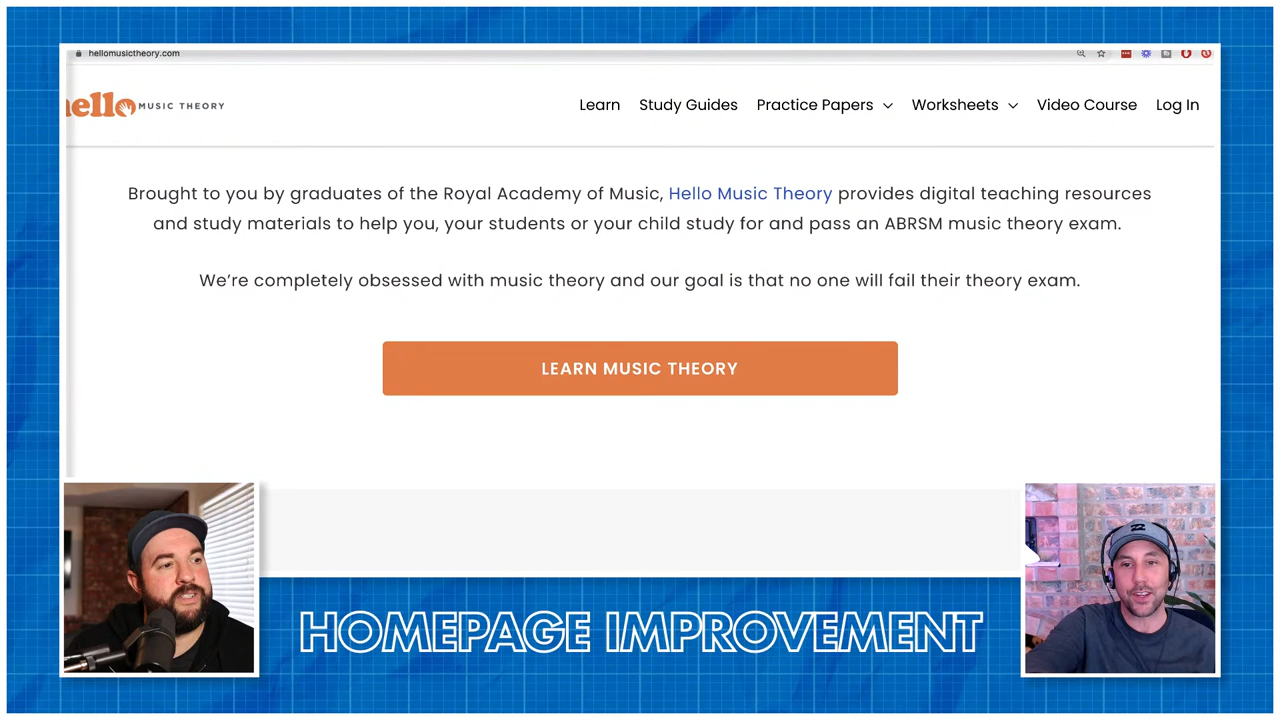 hellomusictheory.com
hello MUSIC THEORY
Learn Study Guides Practice Papers Worksheets Video Course Log In
Brought to you by graduates of the Royal Academy of Music, Hello Music Theory provides digital teaching resources
and study materials to help you, your students or your child study for and pass an ABRSM music theory exam.
We’re completely obsessed with music theory and our goal is that no one will fail their theory exam.
LEARN MUSIC THEORY
HOMEPAGE IMPROVEMENT